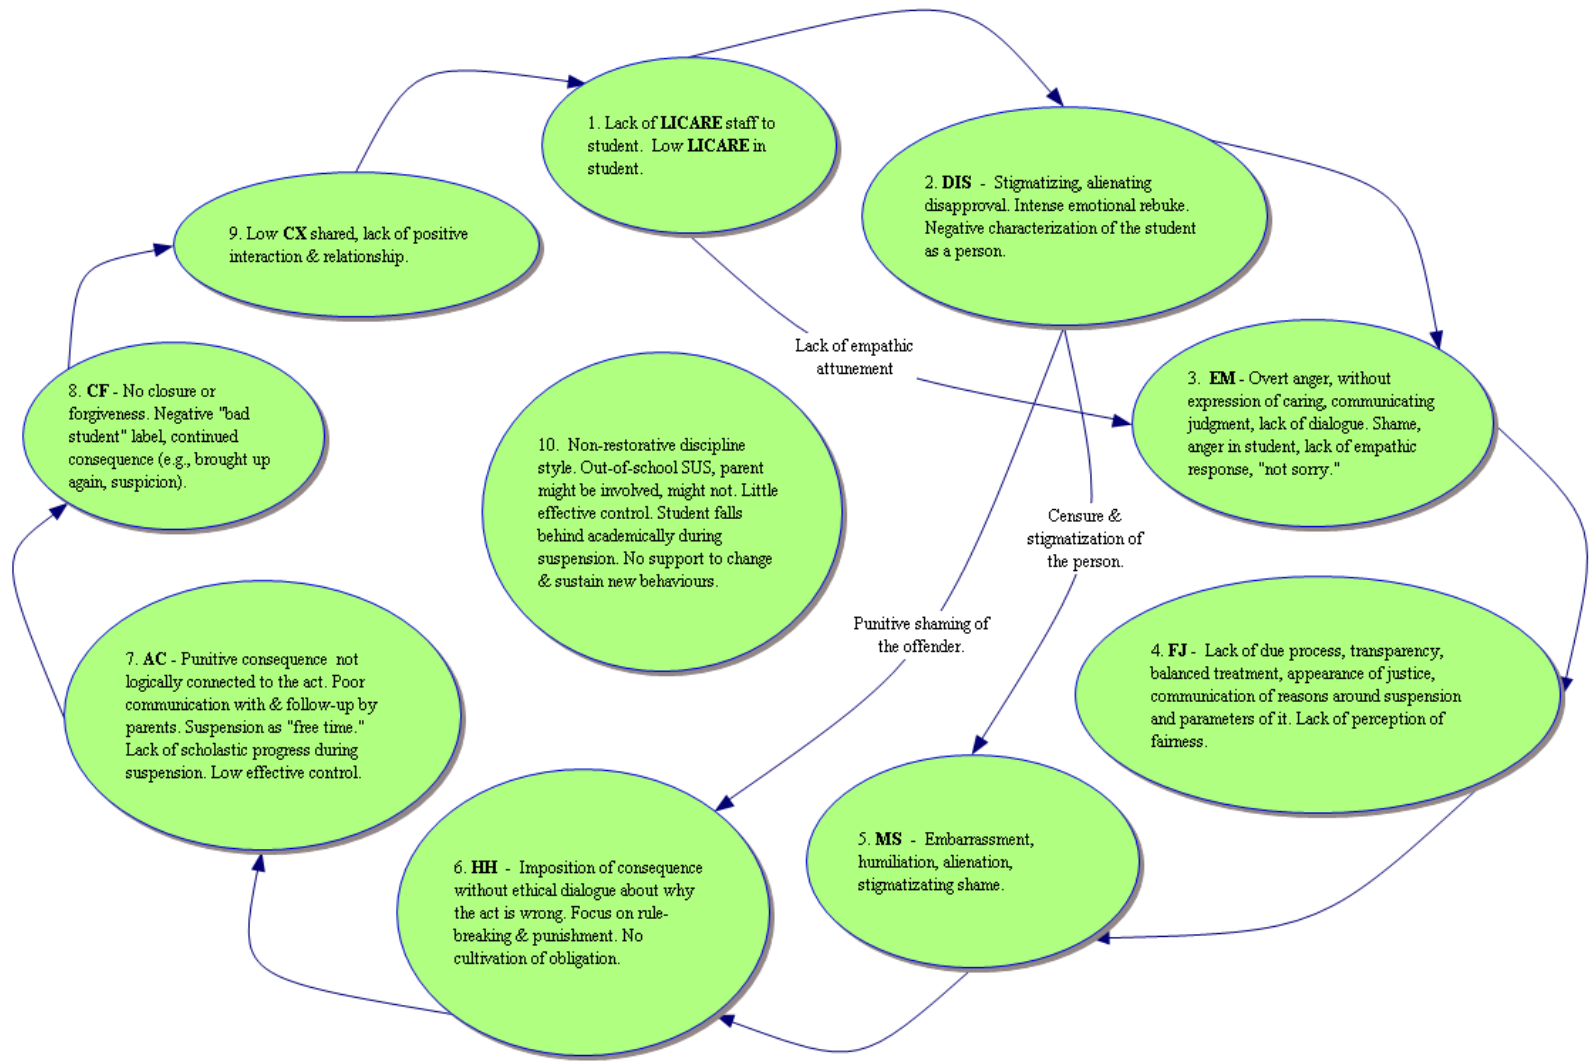 1. Lack of LICARE staff to
student.  Low LICARE in
student.
2. DIS  -  Stigmatizing, alienating
disapproval. Intense emotional rebuke.
Negative characterization of the student
as a person.
Lack of empathic
attunement
3.  EM - Overt anger, without
expression of caring, communicating
judgment, lack of dialogue. Shame,
anger in student, lack of empathic
response, "not sorry."
Censure &
stigmatization of
the person.
Punitive shaming of
the offender.
4. FJ -  Lack of due process, transparency,
balanced treatment, appearance of justice,
communication of reasons around suspension
and parameters of it. Lack of perception of
fairness.
5. MS  -  Embarrassment,
humiliation, alienation,
stigmatizating shame.
6. HH  -  Imposition of consequence
without ethical dialogue about why
the act is wrong. Focus on rule-
breaking & punishment. No
cultivation of obligation.
7. AC - Punitive consequence  not
logically connected to the act. Poor
communication with & follow-up by
parents. Suspension as "free time."
Lack of scholastic progress during
suspension. Low effective control.
8. CF - No closure or
forgiveness. Negative "bad
student" label, continued
consequence (e.g., brought up
again, suspicion).
9. Low CX shared, lack of positive
interaction & relationship.
10.  Non-restorative discipline
style. Out-of-school SUS, parent
might be involved, might not. Little
effective control. Student falls
behind academically during
suspension. No support to change
& sustain new behaviours.